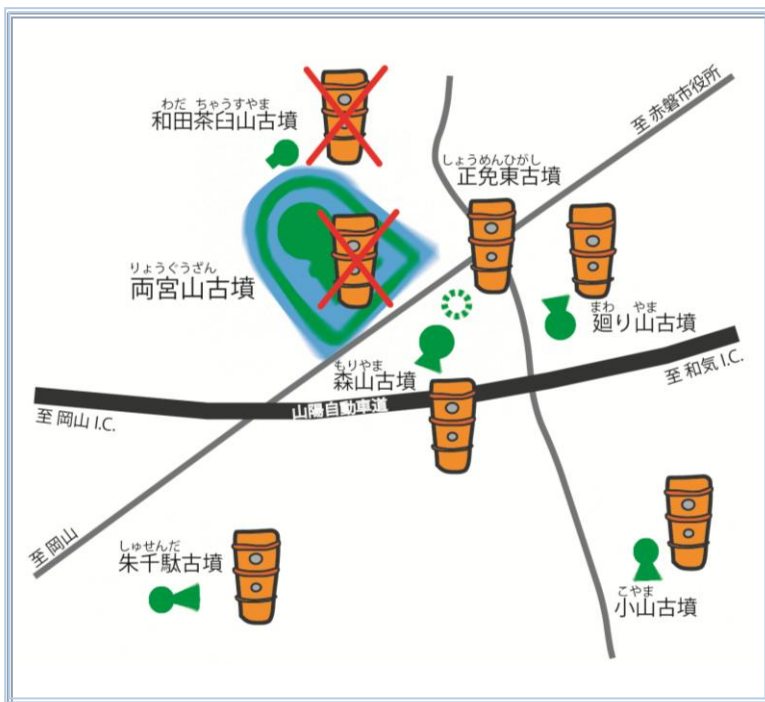 わだ ちゃうすやま
和田茶臼山古墳
至 赤磐市役所
しょうめんひがし
正免東古墳
りょうぐうざん
両宮山古墳
まわ やま
廻り山古墳
もりやま
森山古墳
至 和気 I.C.
山陽自動車道
至 岡山 I.C.
至 岡山
しゅせんだ
朱千駄古墳
こやま
小山古墳